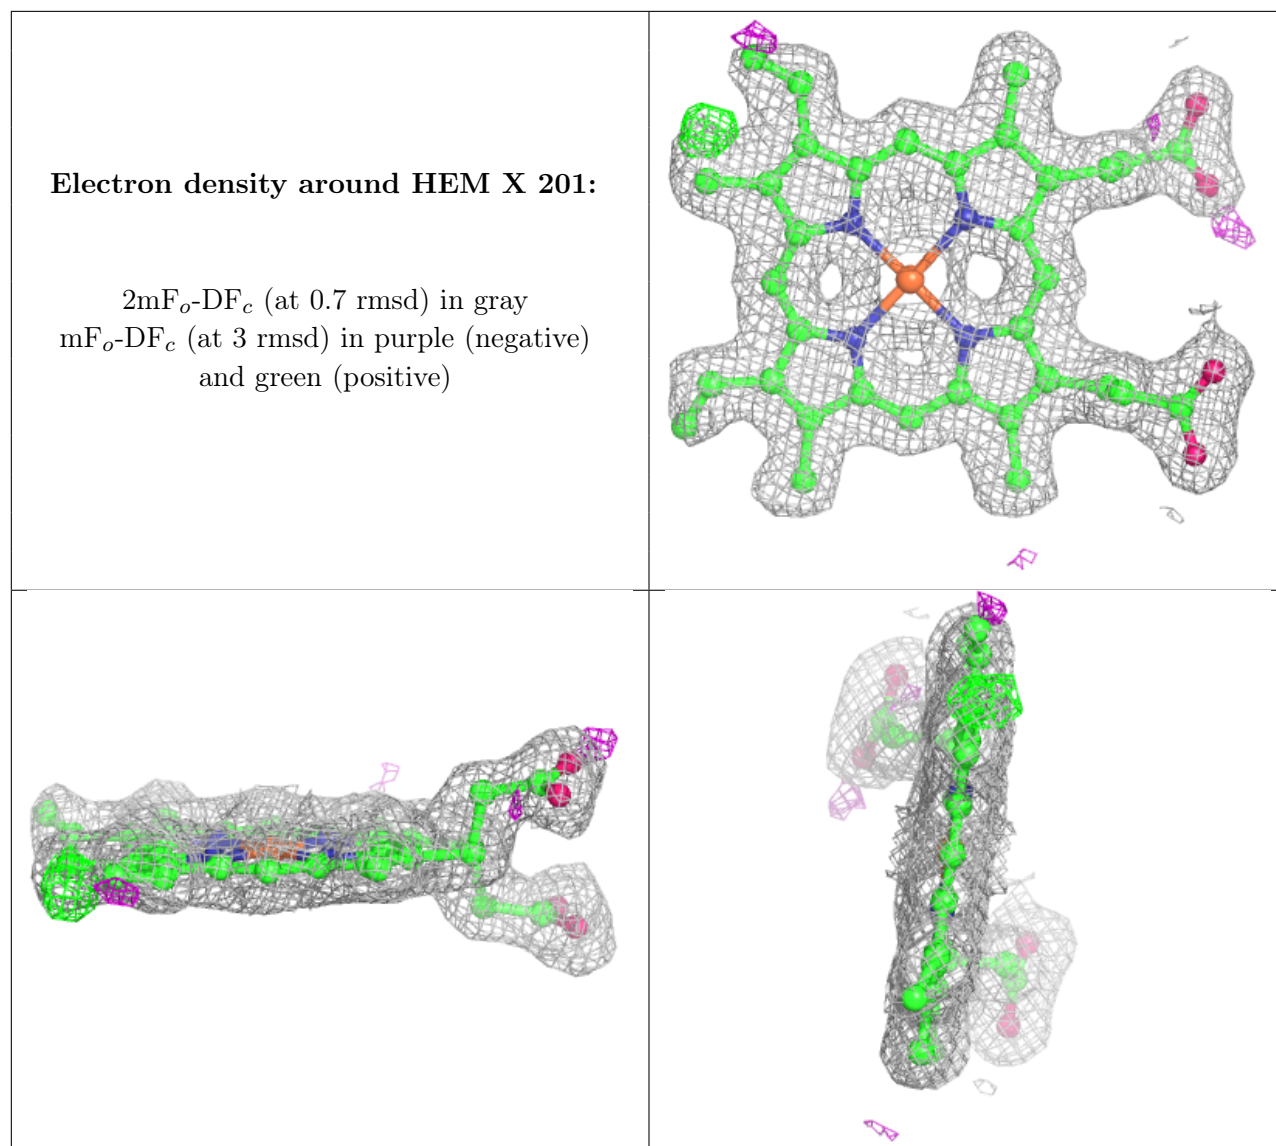 Electron density around HEM X 201:
2mFo-DFc (at 0.7 rmsd) in gray
mFo-DFc (at 3 rmsd) in purple (negative)
and green (positive)